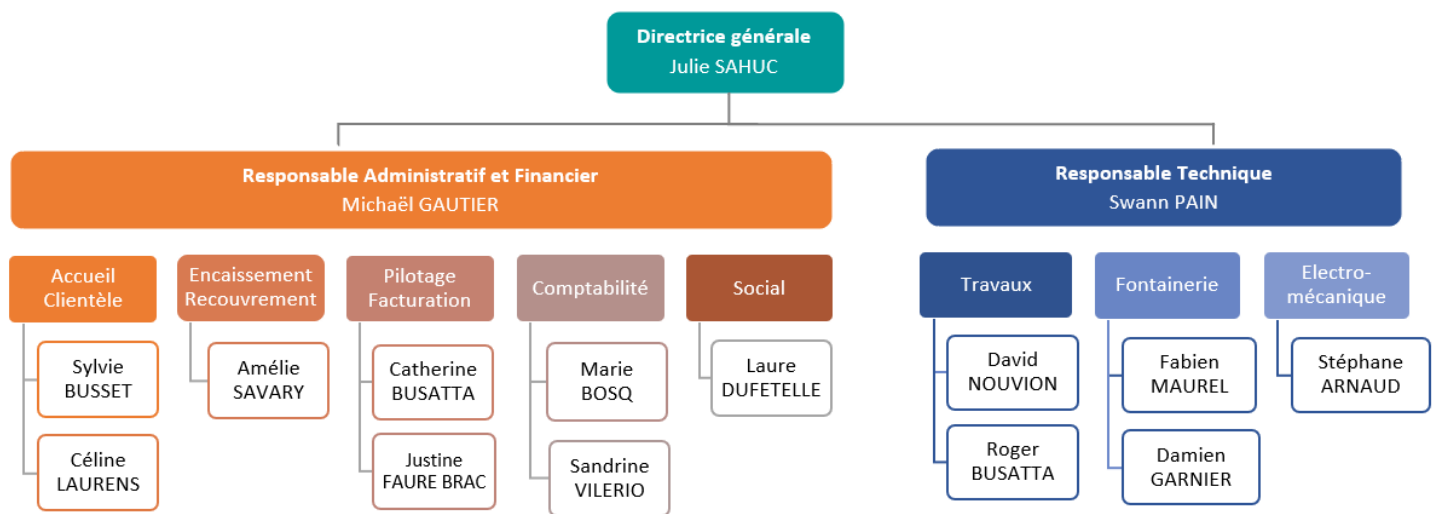 Directrice générale
Julie SAHUC
Responsable Administratif et Financier
Michaël GAUTIER
Responsable Technique
Swann PAIN
Accueil
Clientèle
Encaissement
Recouvrement
Pilotage
Facturation
Comptabilité
Social
Travaux
Fontainerie
Electro-
mécanique
Sylvie
BUSSET
Amélie
SAVARY
Catherine
BUSATTA
Marie
BOSQ
Laure
DUFETELLE
David
NOUVION
Fabien
MAUREL
Stéphane
ARNAUD
Céline
LAURENS
Justine
FAURE BRAC
Sandrine
VILERIO
Roger
BUSATTA
Damien
GARNIER